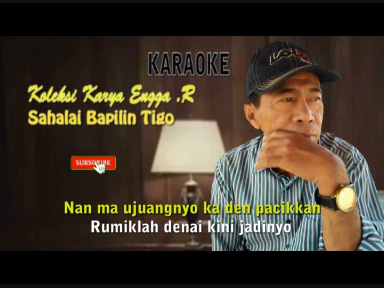 KARAOKE
Koleksi Karya Engga .R
Sahalai Bapilin Tigo
SUBSCRIBE
Nan ma ujuangnyo ka den pacikkan
Rumiklah denai kini jadinyo